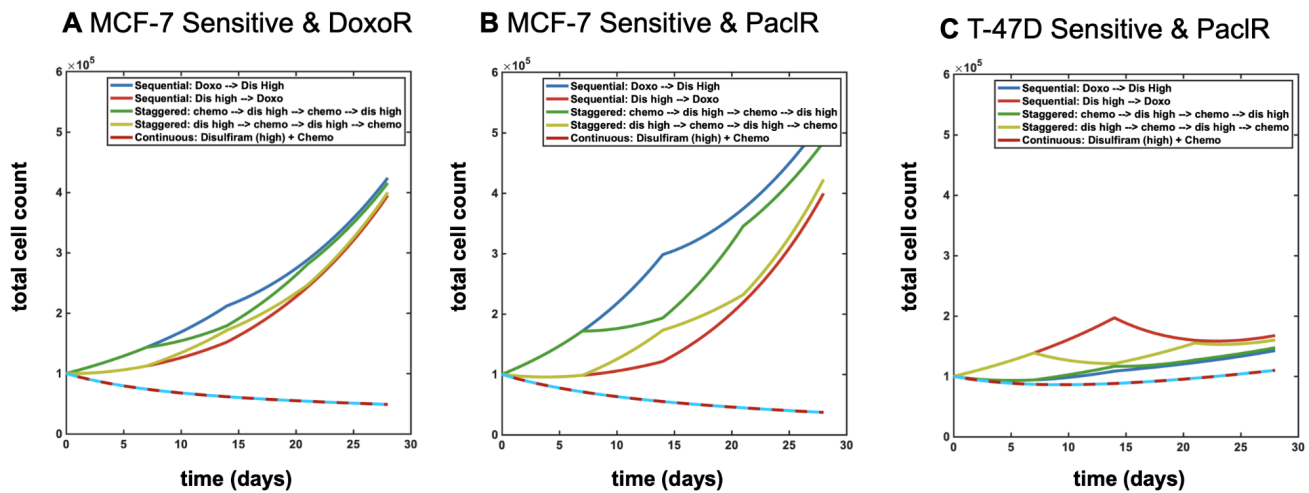 A MCF-7 Sensitive & DoxoR
×10⁵
6
5
4
3
2
1
0
total cell count
Sequential: Doxo --> Dis High
Sequential: Dis high --> Doxo
Staggered: chemo --> dis high --> chemo --> dis high
Staggered: dis high --> chemo --> dis high --> chemo
Continuous: Disulfiram (high) + Chemo
0 5 10 15 20 25 30
time (days)
B MCF-7 Sensitive & PaclR
×10⁵
6
5
4
3
2
1
0
total cell count
Sequential: Doxo --> Dis High
Sequential: Dis high --> Doxo
Staggered: chemo --> dis high --> chemo --> dis high
Staggered: dis high --> chemo --> dis high --> chemo
Continuous: Disulfiram (high) + Chemo
0 5 10 15 20 25 30
time (days)
C T-47D Sensitive & PaclR
×10⁵
6
5
4
3
2
1
0
total cell count
Sequential: Doxo --> Dis High
Sequential: Dis high --> Doxo
Staggered: chemo --> dis high --> chemo --> dis high
Staggered: dis high --> chemo --> dis high --> chemo
Continuous: Disulfiram (high) + Chemo
0 5 10 15 20 25 30
time (days)